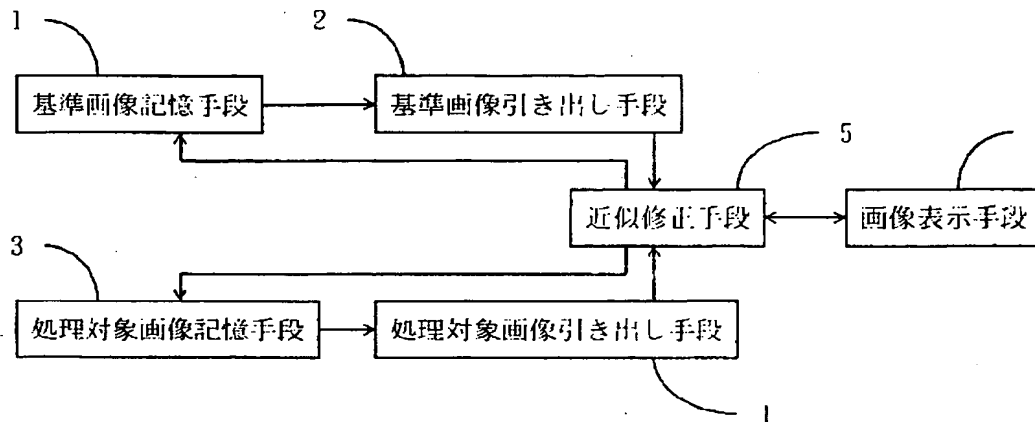 1
2
基準画像記憶手段
基準画像引き出し手段
5
近似修正手段
画像表示手段
3
処理対象画像記憶手段
処理対象画像引き出し手段